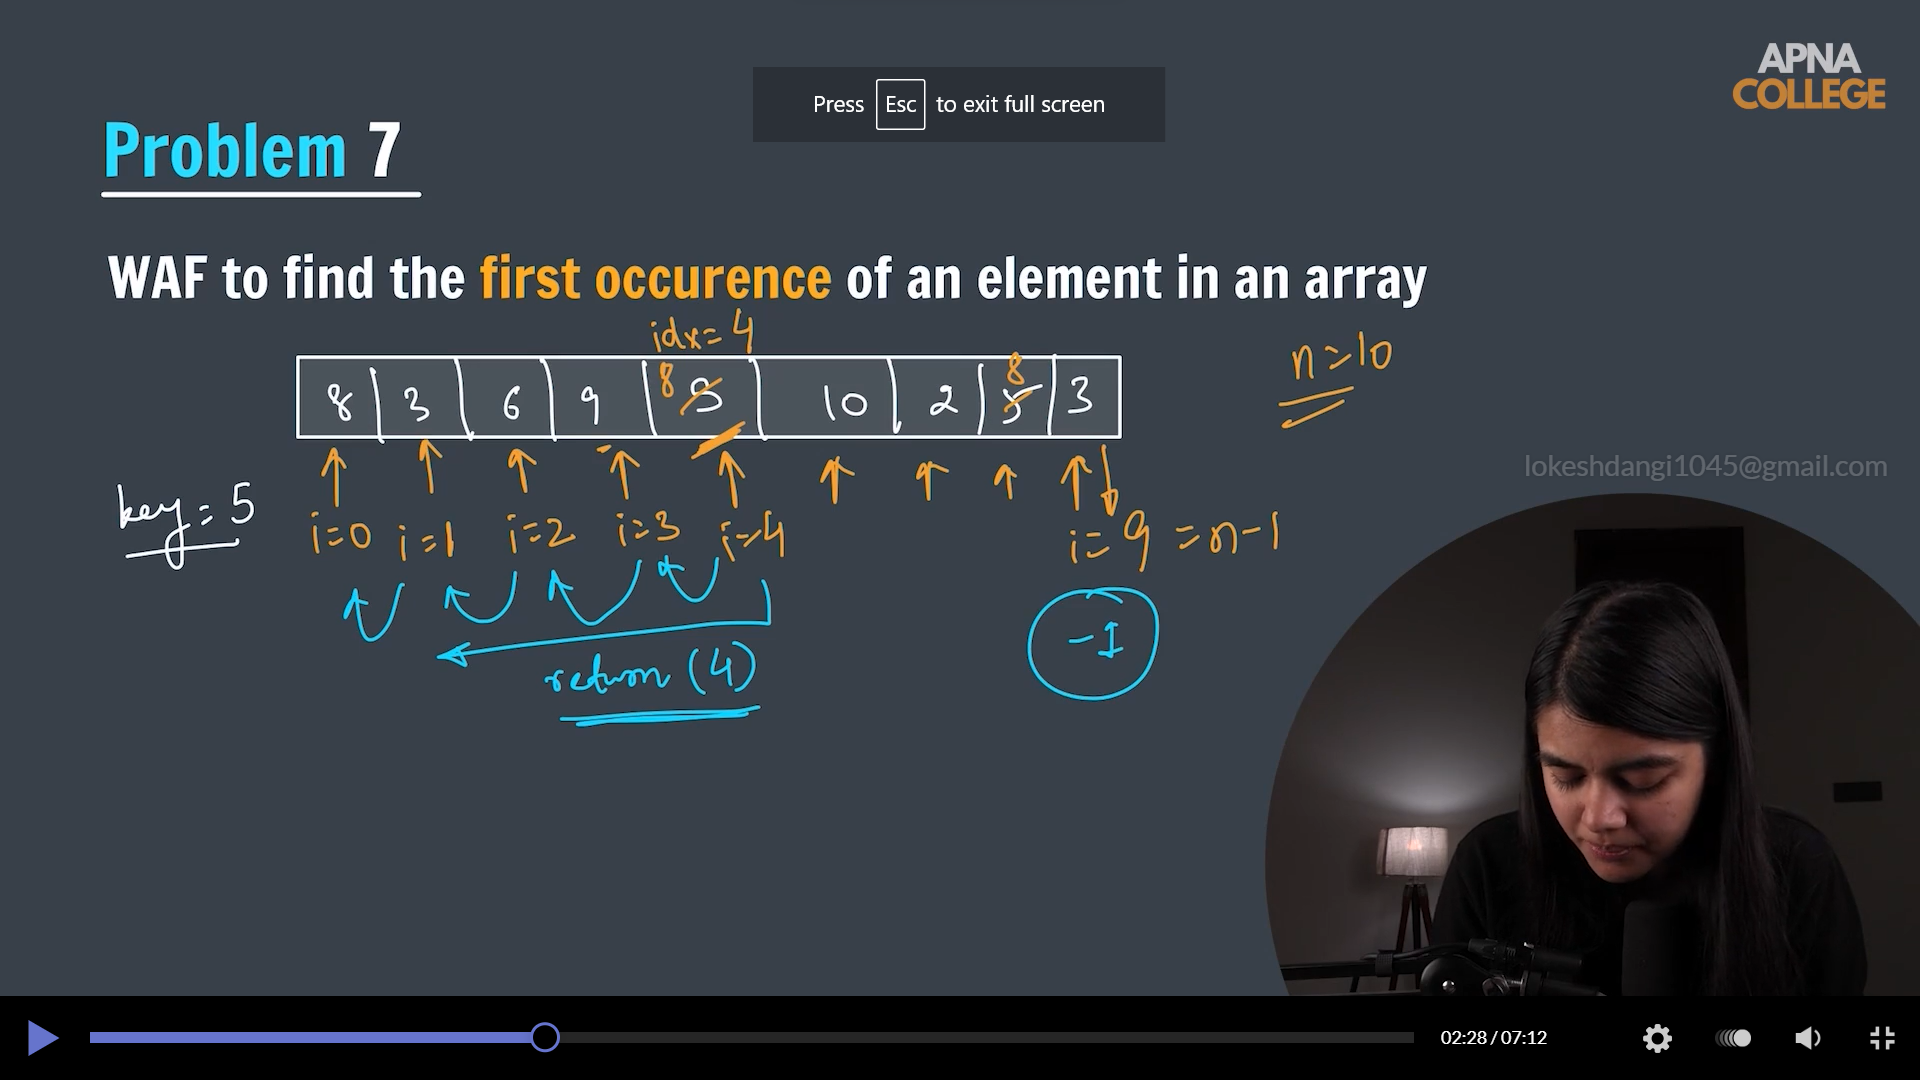 APNA
COLLEGE
Press Esc to exit full screen
Problem 7
WAF to find the first occurence of an element in an array
idx=4
n=10
8 3 6 9 8 5 10 2 8 5 3
lokeshdangi1045@gmail.com
key=5
i=0 i=1 i=2 i=3 i=4 i=9=n-1
-1
return (4)
02:28 / 07:12